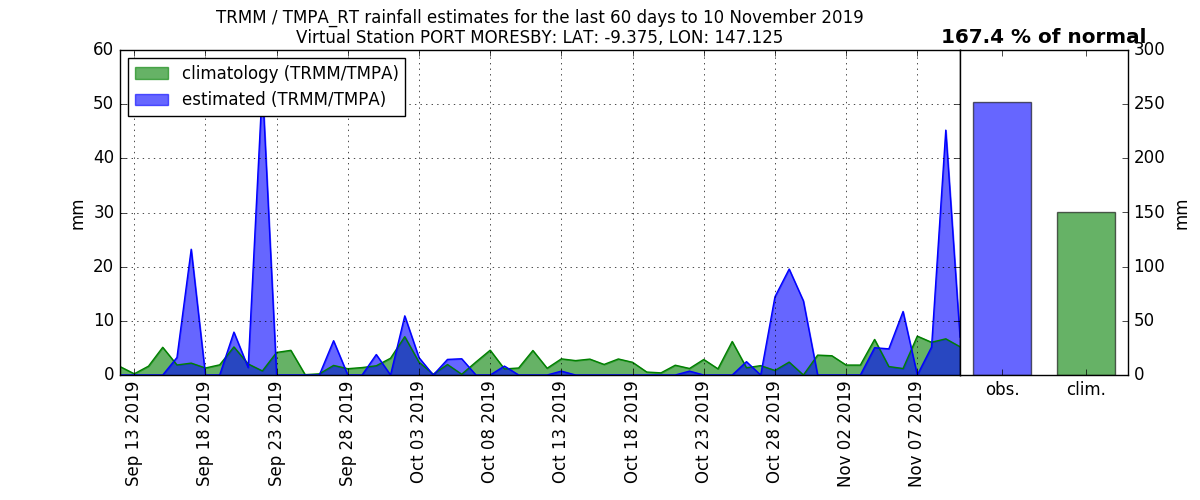 TRMM / TMPA_RT rainfall estimates for the last 60 days to 10 November 2019
Virtual Station PORT MORESBY: LAT: -9.375, LON: 147.125
167.4 % of normal
climatology (TRMM/TMPA)
estimated (TRMM/TMPA)
60
50
40
30
20
10
0
mm
300
250
200
150
100
50
0
mm
Sep 13 2019
Sep 18 2019
Sep 23 2019
Sep 28 2019
Oct 03 2019
Oct 08 2019
Oct 13 2019
Oct 18 2019
Oct 23 2019
Oct 28 2019
Nov 02 2019
Nov 07 2019
obs.
clim.